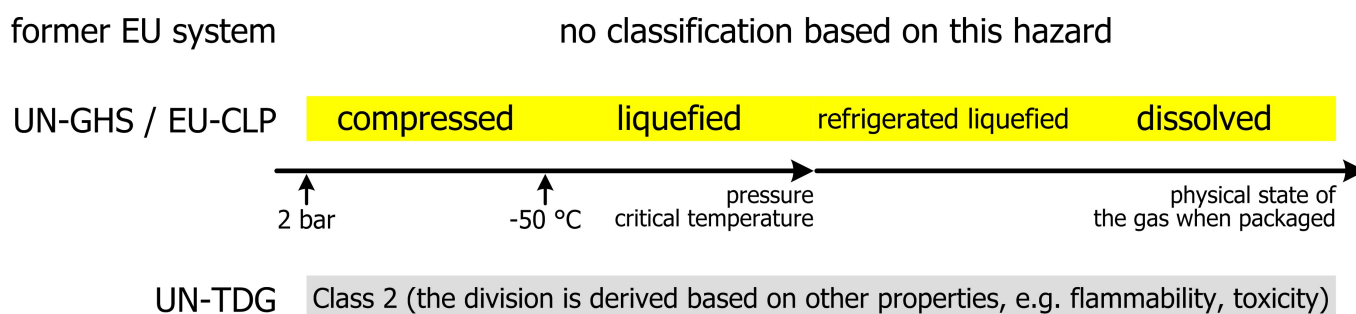 former EU system no classification based on this hazard
UN-GHS / EU-CLP compressed liquefied refrigerated liquefied dissolved
2 bar -50 °C pressure
critical temperature physical state of
the gas when packaged
UN-TDG Class 2 (the division is derived based on other properties, e.g. flammability, toxicity)